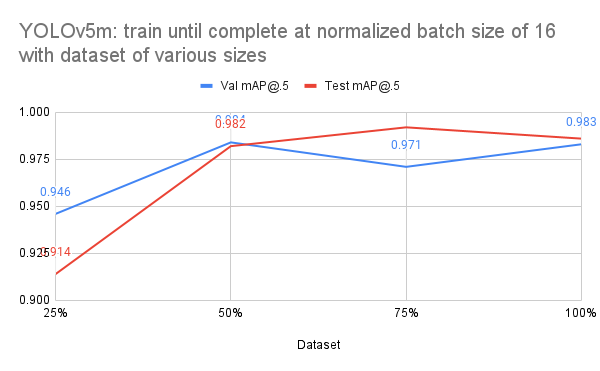 YOLOv5m: train until complete at normalized batch size of 16
with dataset of various sizes
Val mAP@.5 Test mAP@.5
1.000
0.984
0.982
0.983
0.975
0.971
0.946
0.950
0.925
0.914
0.900
25% 50% 75% 100%
Dataset